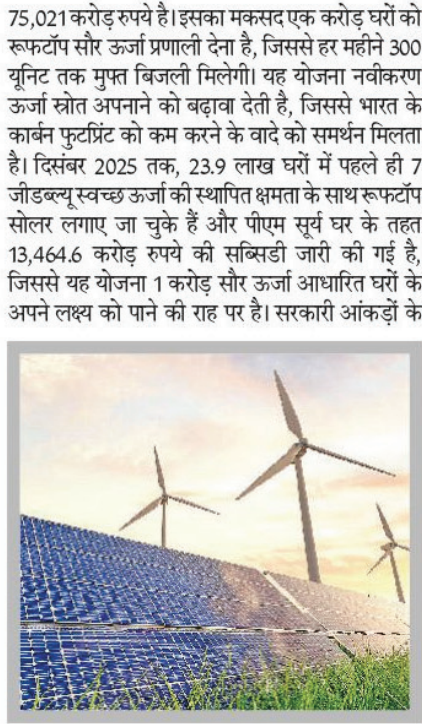 75,021 करोड़ रुपये है। इसका मकसद एक करोड़ घरों को
रूफटॉप सौर ऊर्जा प्रणाली देना है, जिससे हर महीने 300
यूनिट तक मुफ्त बिजली मिलेगी। यह योजना नवीकरण
ऊर्जा स्रोत अपनाने को बढ़ावा देती है, जिससे भारत के
कार्बन फुटप्रिंट को कम करने के वादे को समर्थन मिलता
है। दिसंबर 2025 तक, 23.9 लाख घरों में पहले ही 7
जीडब्ल्यू स्वच्छ ऊर्जा की स्थापित क्षमता के साथ रूफटॉप
सोलर लगाए जा चुके हैं और पीएम सूर्य घर के तहत
13,464.6 करोड़ रुपये की सब्सिडी जारी की गई है,
जिससे यह योजना 1 करोड़ सौर ऊर्जा आधारित घरों के
अपने लक्ष्य को पाने की राह पर है। सरकारी आंकड़ों के